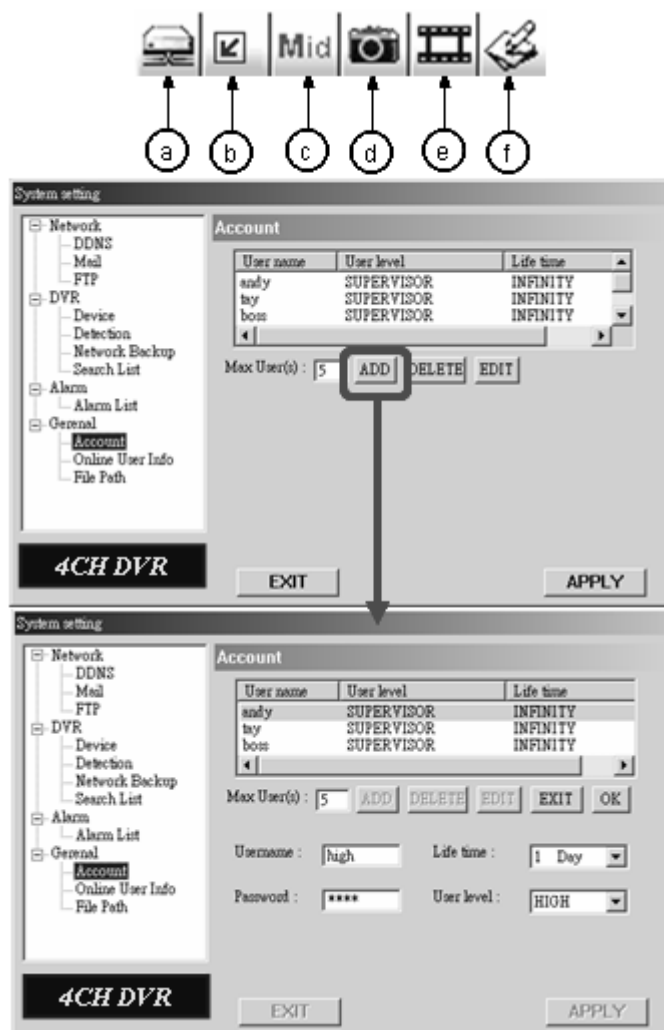 Mid
a b c d e f
System setting
Network
DDNS
Mail
FTP
DVR
Device
Detection
Network Backup
Search List
Alarm
Alarm List
Gerenal
Account
Online User Info
File Path
4CH DVR
Account
User name User level Life time
andy SUPERVISOR INFINITY
tay SUPERVISOR INFINITY
boss SUPERVISOR INFINITY
Max User(s) : 5 ADD DELETE EDIT
EXIT APPLY
System setting
Network
DDNS
Mail
FTP
DVR
Device
Detection
Network Backup
Search List
Alarm
Alarm List
Gerenal
Account
Online User Info
File Path
4CH DVR
Account
User name User level Life time
andy SUPERVISOR INFINITY
tay SUPERVISOR INFINITY
boss SUPERVISOR INFINITY
Max User(s) : 5 ADD DELETE EDIT EXIT OK
Username : high Life time : 1 Day
Password : **** User level : HIGH
EXIT APPLY